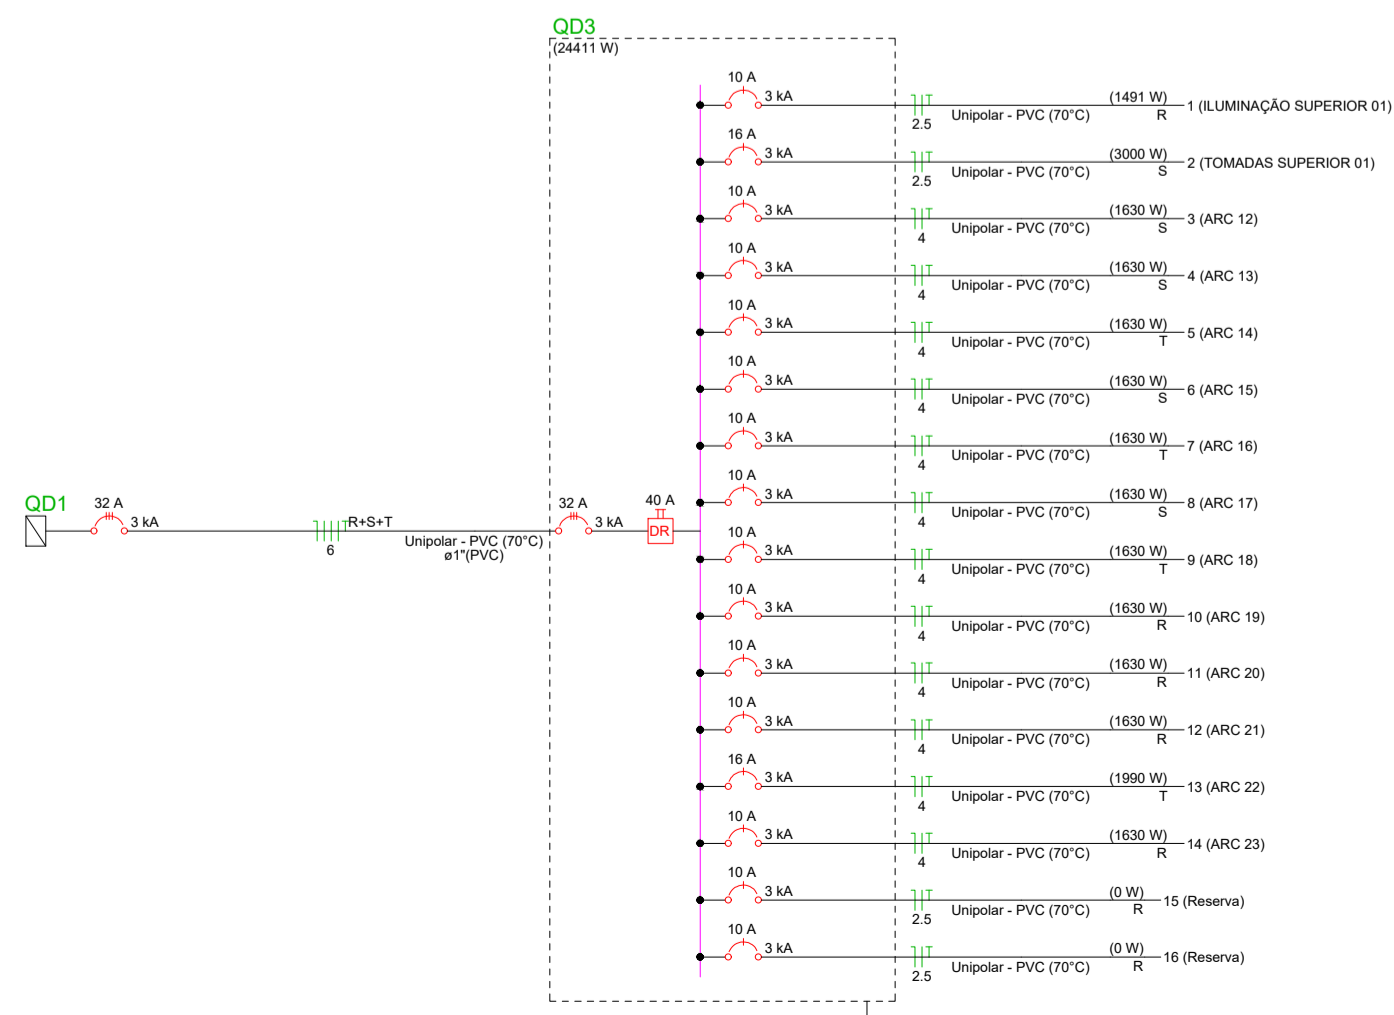 QD3
(24411 W)
10 A
3 kA
2.5
Unipolar - PVC (70°C)
(1491 W)
R
1 (ILUMINAÇÃO SUPERIOR 01)
16 A
3 kA
2.5
Unipolar - PVC (70°C)
(3000 W)
S
2 (TOMADAS SUPERIOR 01)
10 A
3 kA
4
Unipolar - PVC (70°C)
(1630 W)
S
3 (ARC 12)
10 A
3 kA
4
Unipolar - PVC (70°C)
(1630 W)
S
4 (ARC 13)
10 A
3 kA
4
Unipolar - PVC (70°C)
(1630 W)
T
5 (ARC 14)
10 A
3 kA
4
Unipolar - PVC (70°C)
(1630 W)
S
6 (ARC 15)
10 A
3 kA
4
Unipolar - PVC (70°C)
(1630 W)
T
7 (ARC 16)
QD1
32 A
3 kA
R+S+T
6
Unipolar - PVC (70°C)
ø1"(PVC)
32 A
3 kA
40 A
DR
10 A
3 kA
4
Unipolar - PVC (70°C)
(1630 W)
S
8 (ARC 17)
10 A
3 kA
4
Unipolar - PVC (70°C)
(1630 W)
T
9 (ARC 18)
10 A
3 kA
4
Unipolar - PVC (70°C)
(1630 W)
R
10 (ARC 19)
10 A
3 kA
4
Unipolar - PVC (70°C)
(1630 W)
R
11 (ARC 20)
10 A
3 kA
4
Unipolar - PVC (70°C)
(1630 W)
R
12 (ARC 21)
16 A
3 kA
4
Unipolar - PVC (70°C)
(1990 W)
T
13 (ARC 22)
10 A
3 kA
4
Unipolar - PVC (70°C)
(1630 W)
R
14 (ARC 23)
10 A
3 kA
2.5
Unipolar - PVC (70°C)
(0 W)
R
15 (Reserva)
10 A
3 kA
2.5
Unipolar - PVC (70°C)
(0 W)
R
16 (Reserva)